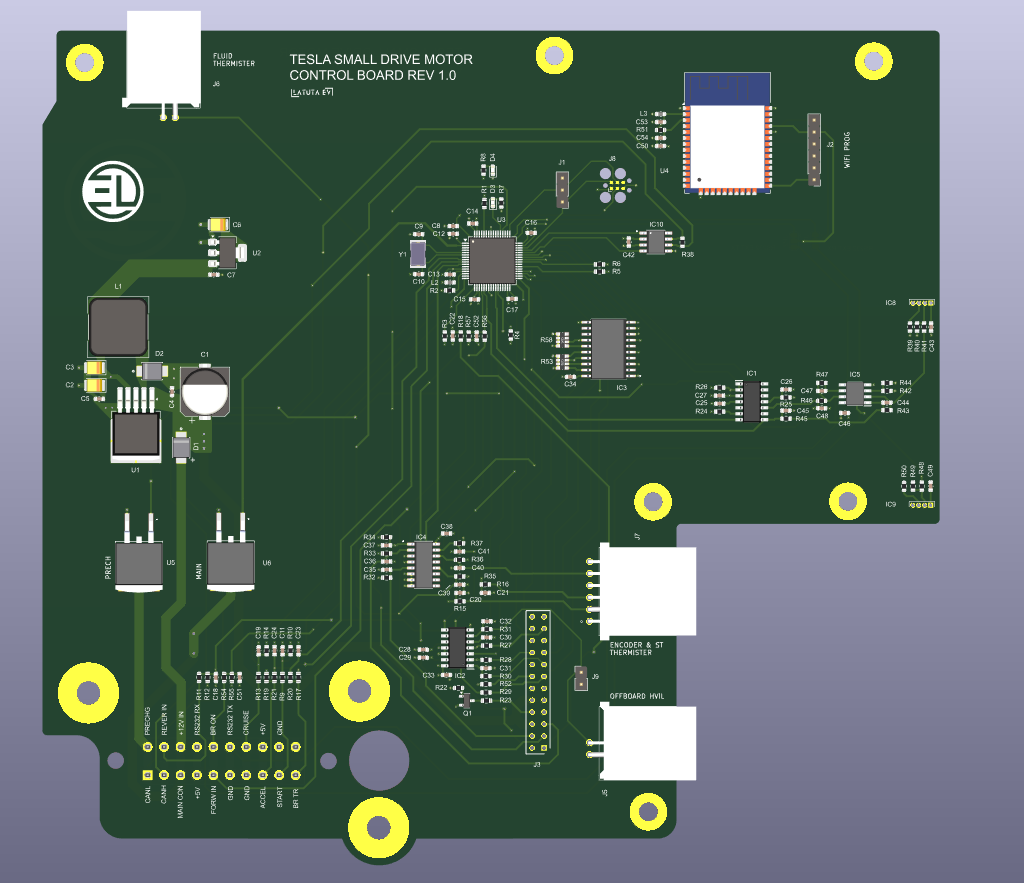 TESLA SMALL DRIVE MOTOR
CONTROL BOARD REV 1.0
LATUTA EV
FLUID
THERMISTER
J6
EL
C6
U2
C7
L1
C3
C2
C5
D2
C1
C4
U1
D1
PRECH
U5
MAIN
U6
R8
D4
R1
D3
R7
U3
C14
C16
C9
C8
C12
Y1
C10
C13
L2
R2
C15
C17
R3
C22
R18
R57
C52
R56
R4
J1
J8
R6
R5
L3
C53
R51
C54
C50
U4
J2
WIFI PROG
IC10
C42
R38
R58
R53
C34
IC3
IC8
R39
R40
R41
C43
IC1
R26
C27
C25
R24
C26
R25
C45
R45
R47
C47
R46
C48
IC5
C46
R44
R42
C44
R43
R50
R49
R48
C49
IC9
IC4
C38
R34
C37
R33
C36
C35
R32
R37
C41
R36
C40
R35
R16
C39
C21
C20
R15
J7
ENCODER & ST
THERMISTER
C32
R31
C30
R27
C28
C29
IC2
C33
R28
C31
R30
R52
R29
R23
R22
Q1
J3
J9
OFFBOARD HVIL
J5
C19
R14
C24
C11
R10
C23
R11
R12
C18
R54
R55
C51
R13
R19
R21
R9
R20
R17
PRECHG
REVER IN
+12V IN
RS232 RX
BR ON
RS232 TX
CRUISE
+5V
GND
CANL
CANH
MAIN CON
+5V
FORW IN
GND
GND
ACCEL
START
BR TR